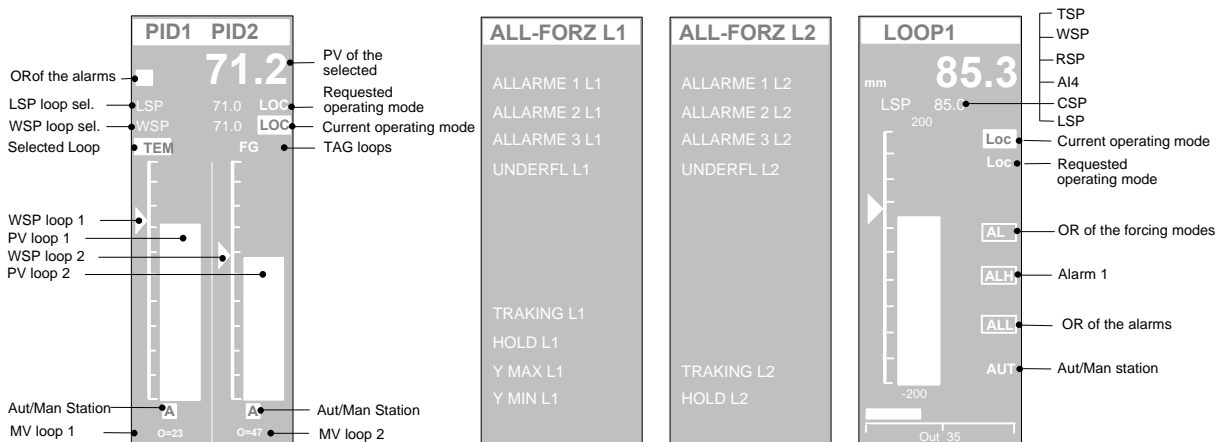 PID1 PID2
71.2
ORof the alarms
LSP loop sel.
WSP loop sel.
Selected Loop
LSP 71.0 LOC
WSP 71.0 LOC
TEM FG
PV of the
selected
Requested
operating mode
Current operating mode
TAG loops
WSP loop 1
PV loop 1
WSP loop 2
PV loop 2
Aut/Man Station
A A
Aut/Man Station
MV loop 1
O=23 O=47
MV loop 2
ALL-FORZ L1
ALLARME 1 L1
ALLARME 2 L1
ALLARME 3 L1
UNDERFL L1
TRAKING L1
HOLD L1
Y MAX L1
Y MIN L1
ALL-FORZ L2
ALLARME 1 L2
ALLARME 2 L2
ALLARME 3 L2
UNDERFL L2
TRAKING L2
HOLD L2
LOOP1
mm 85.3
LSP 85.0
200
Loc
Loc
AL
ALH
ALL
AUT
-200
Out 35
TSP
WSP
RSP
AI4
CSP
LSP
Current operating mode
Requested
operating mode
OR of the forcing modes
Alarm 1
OR of the alarms
Aut/Man station